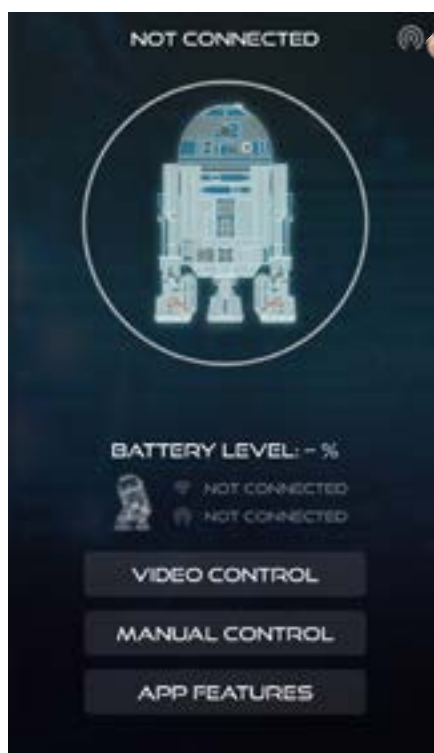 NOT CONNECTED
BATTERY LEVEL: - %
NOT CONNECTED
NOT CONNECTED
VIDEO CONTROL
MANUAL CONTROL
APP FEATURES